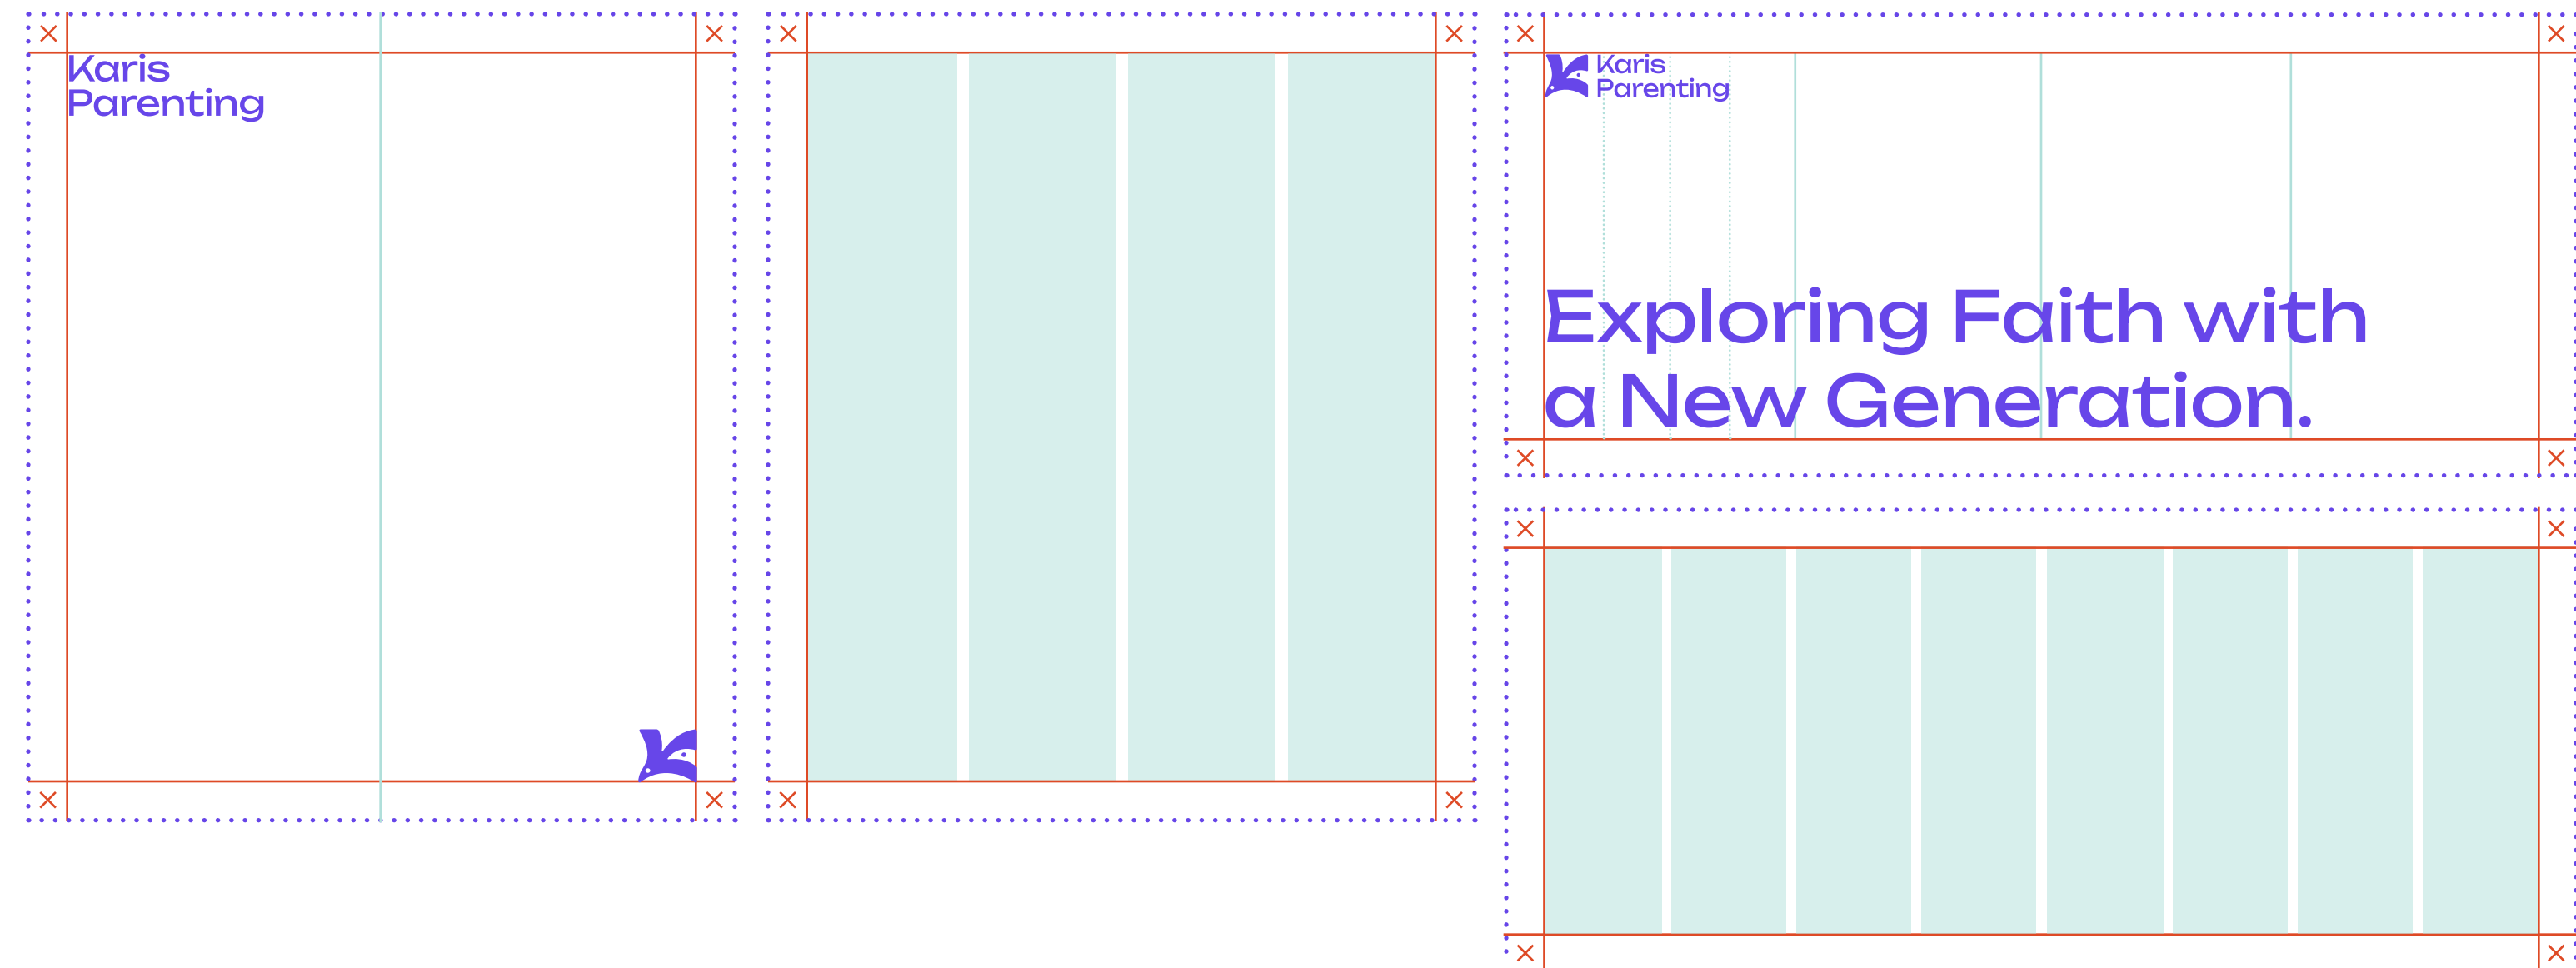 Karis
Parenting
Karis
Parenting
Exploring Faith with
a New Generation.